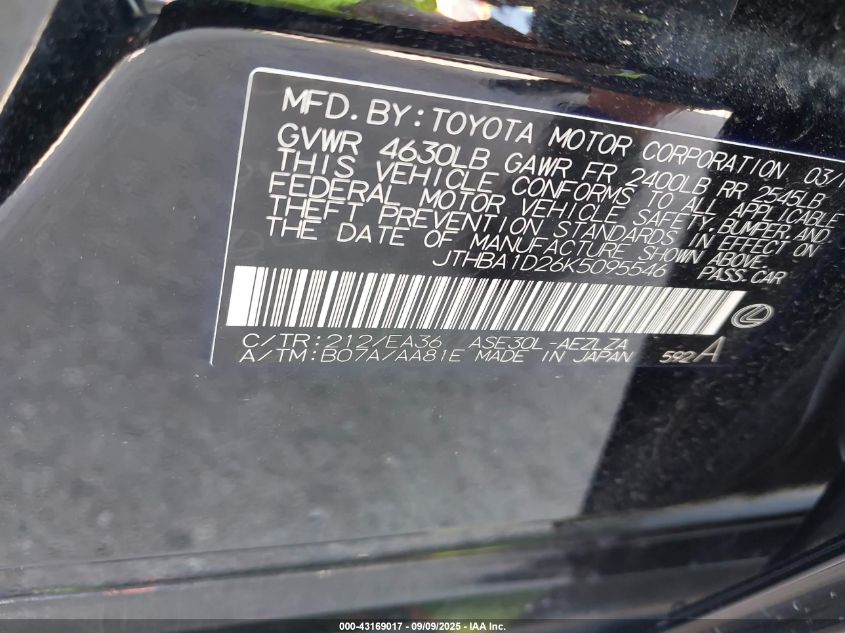 MFD. BY: TOYOTA MOTOR CORPORATION 03/
GVWR 4630LB GAWR FR 2400LB RR 2545LB
THIS VEHICLE CONFORMS TO ALL APPLICABLE
FEDERAL MOTOR VEHICLE SAFETY, BUMPER, AND
THEFT PREVENTION STANDARDS IN EFFECT ON
THE DATE OF MANUFACTURE SHOWN ABOVE.
JTHBA1D26K5095546 PASS. CAR
C/TR: 212/EA36 ASE30L-AEZLZA
A/TM: B07A/AA81E MADE IN JAPAN 592 A
000-43169017 - 09/09/2025 - IAA Inc.